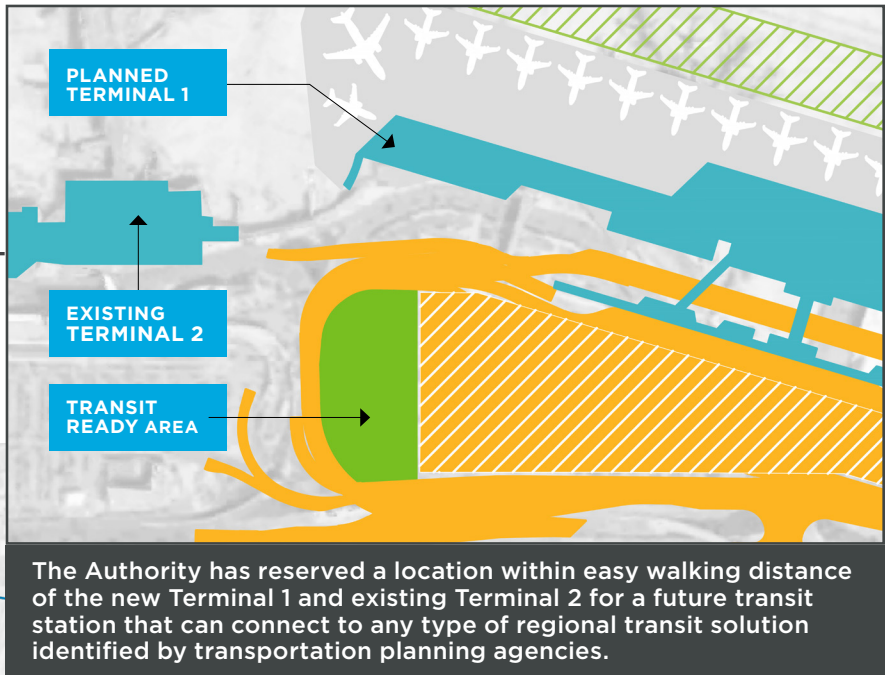 PLANNED
TERMINAL 1
EXISTING
TERMINAL 2
TRANSIT
READY AREA
The Authority has reserved a location within easy walking distance
of the new Terminal 1 and existing Terminal 2 for a future transit
station that can connect to any type of regional transit solution
identified by transportation planning agencies.